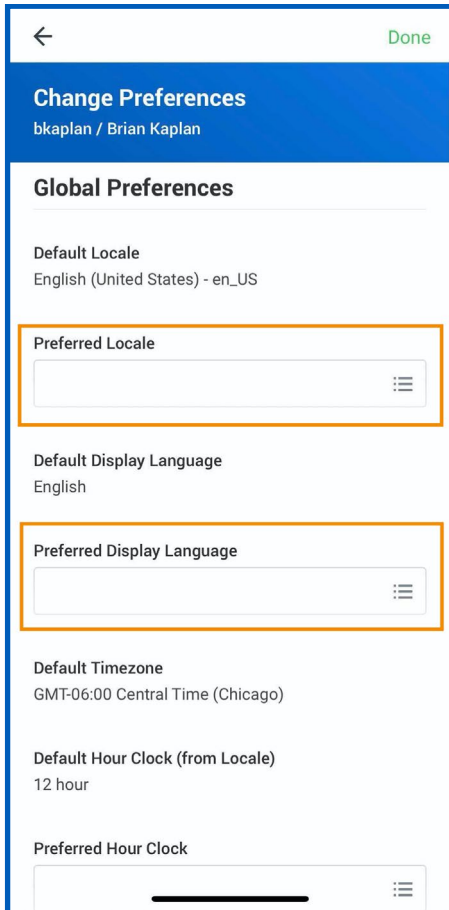 Done
Change Preferences
bkaplan / Brian Kaplan
Global Preferences
Default Locale
English (United States) - en_US
Preferred Locale
Default Display Language
English
Preferred Display Language
Default Timezone
GMT-06:00 Central Time (Chicago)
Default Hour Clock (from Locale)
12 hour
Preferred Hour Clock